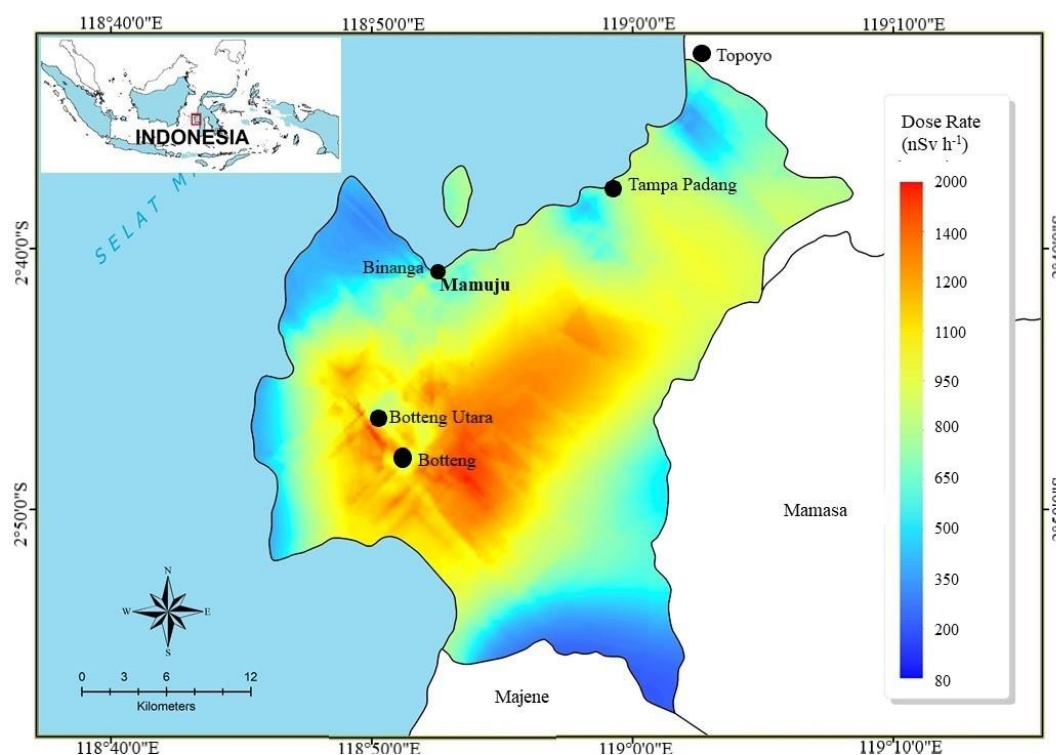 118°40'0"E
118°50'0"E
119°0'0"E
119°10'0"E
INDONESIA
SELAT M
Topoyo
Tampa Padang
Binanga
Mamuju
Botteng Utara
Botteng
Mamasa
Majene
Dose Rate
(nSv h⁻¹)
2000
1400
1200
1100
950
650
500
350
200
80
2°40'0"S
2°50'0"S
N
W
E
S
0 3 6 12
Kilometers
118°40'0"E
118°50'0"E
119°0'0"E
119°10'0"E